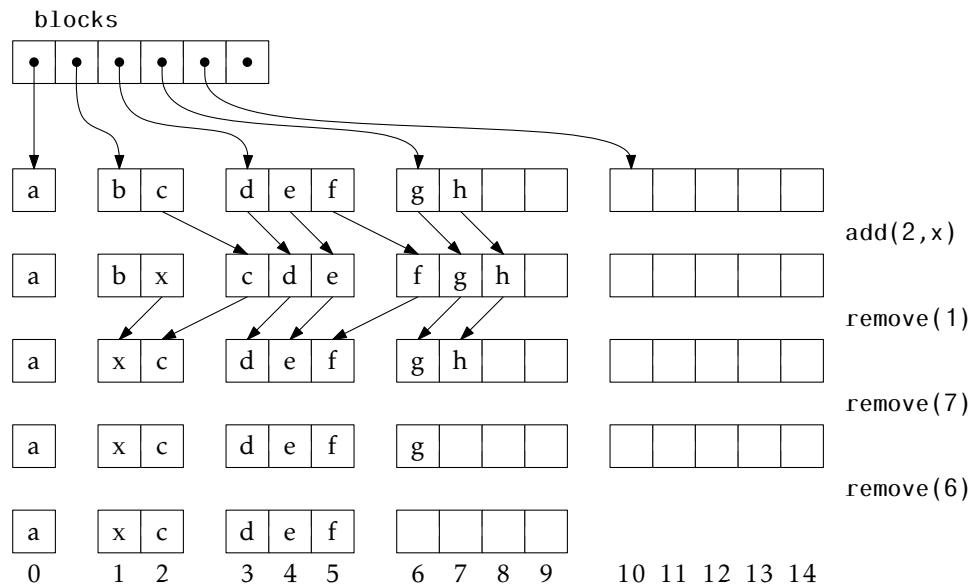 blocks
a b c d e f g h
add(2,x)
a b x c d e f g h
remove(1)
a x c d e f g h
remove(7)
a x c d e f g
remove(6)
a x c d e f
0 1 2 3 4 5 6 7 8 9 10 11 12 13 14